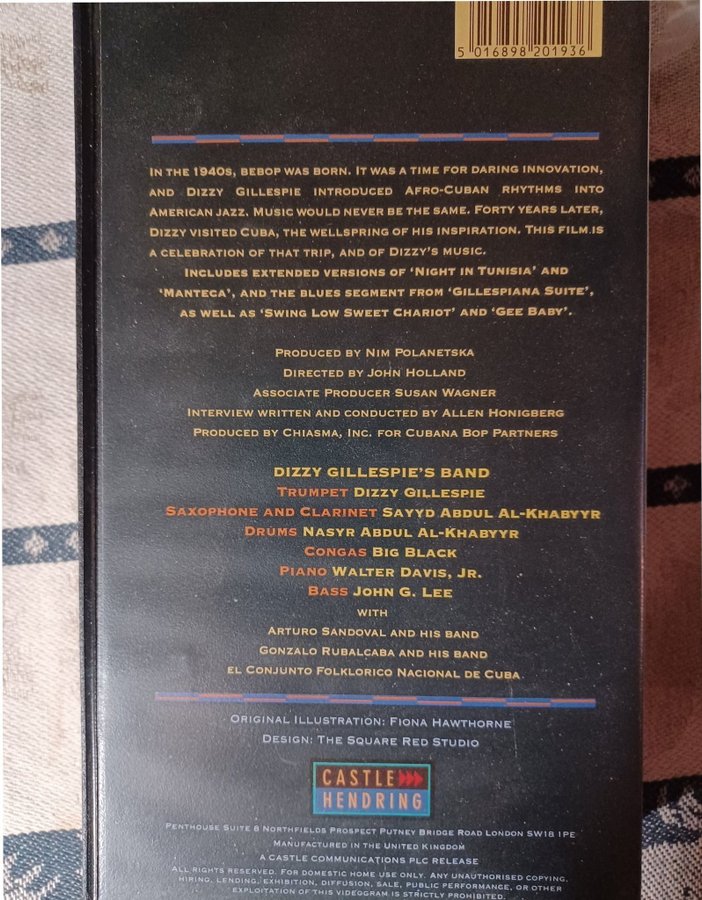 5 016898 201936
IN THE 1940S, BEBOP WAS BORN. IT WAS A TIME FOR DARING INNOVATION,
AND DIZZY GILLESPIE INTRODUCED AFRO-CUBAN RHYTHMS INTO
AMERICAN JAZZ. MUSIC WOULD NEVER BE THE SAME. FORTY YEARS LATER,
DIZZY VISITED CUBA, THE WELLSPRING OF HIS INSPIRATION. THIS FILM IS
A CELEBRATION OF THAT TRIP, AND OF DIZZY'S MUSIC.
INCLUDES EXTENDED VERSIONS OF 'NIGHT IN TUNISIA' AND
'MANTECA', AND THE BLUES SEGMENT FROM 'GILLESPIANA SUITE',
AS WELL AS 'SWING LOW SWEET CHARIOT' AND 'GEE BABY'.
PRODUCED BY NIM POLANETSKA
DIRECTED BY JOHN HOLLAND
ASSOCIATE PRODUCER SUSAN WAGNER
INTERVIEW WRITTEN AND CONDUCTED BY ALLEN HONIGBERG
PRODUCED BY CHIASMA, INC. FOR CUBANA BOP PARTNERS
DIZZY GILLESPIE'S BAND
TRUMPET DIZZY GILLESPIE
SAXOPHONE AND CLARINET SAYYD ABDUL AL-KHABYYR
DRUMS NASYR ABDUL AL-KHABYYR
CONGAS BIG BLACK
PIANO WALTER DAVIS, JR.
BASS JOHN G. LEE
WITH
ARTURO SANDOVAL AND HIS BAND
GONZALO RUBALCABA AND HIS BAND
EL CONJUNTO FOLKLORICO NACIONAL DE CUBA
ORIGINAL ILLUSTRATION: FIONA HAWTHORNE
DESIGN: THE SQUARE RED STUDIO
CASTLE
HENDRING
PENTHOUSE SUITE 8 NORTHFIELDS PROSPECT PUTNEY BRIDGE ROAD LONDON SW18 1PE
MANUFACTURED IN THE UNITED KINGDOM
A CASTLE COMMUNICATIONS PLC RELEASE
ALL RIGHTS RESERVED. FOR DOMESTIC HOME USE ONLY. ANY UNAUTHORISED COPYING,
HIRING, LENDING, EXHIBITION, DIFFUSION, SALE, PUBLIC PERFORMANCE, OR OTHER
EXPLOITATION OF THIS VIDEOGRAM IS STRICTLY PROHIBITED.